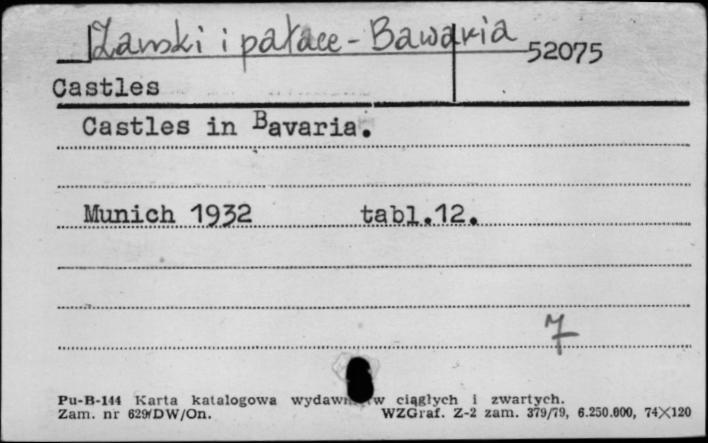 Zamki i pałace - Bawaria
52075
Castles
Castles in Bavaria.
Munich 1932 tabl.12.
7
Pu-B-144 Karta katalogowa wydawnictw ciągłych i zwartych.
Zam. nr 629/DW/On. WZGraf. Z-2 zam. 379/79, 6.250.000, 74×120